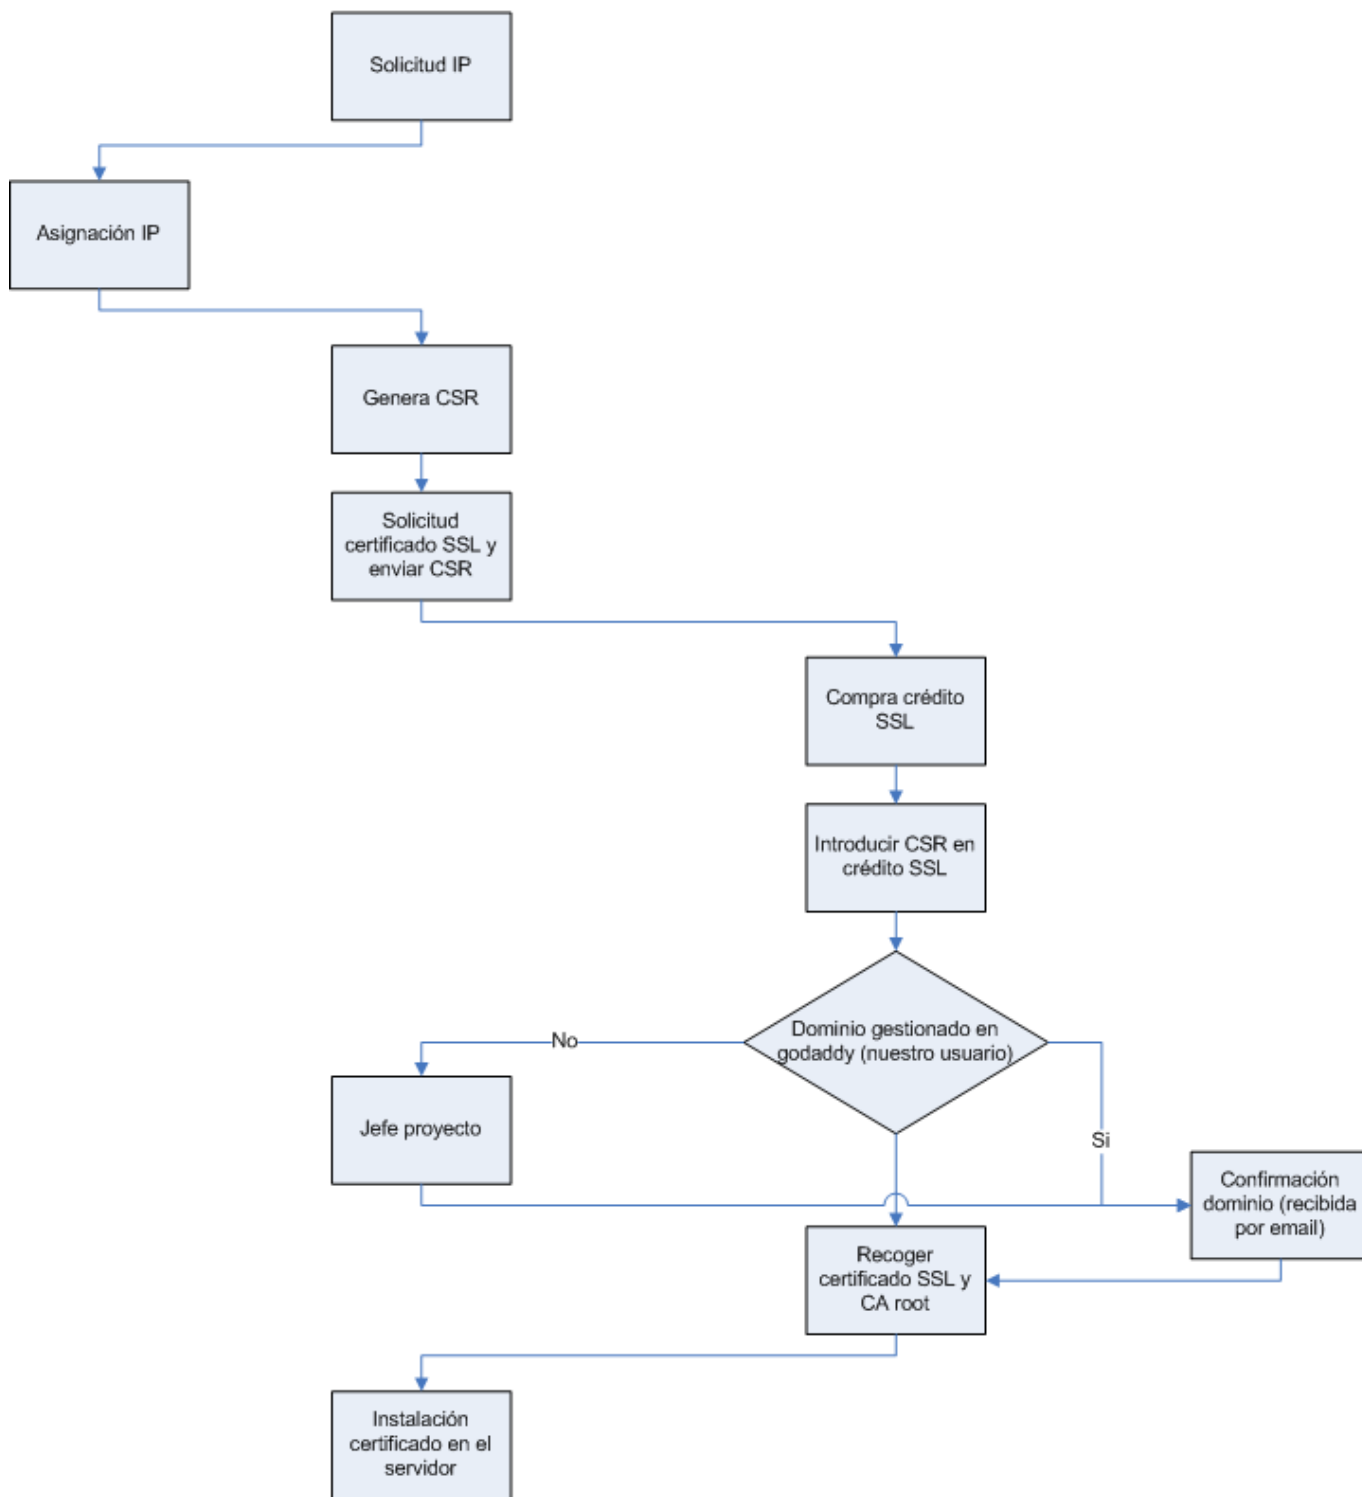 Solicitud IP
Asignación IP
Genera CSR
Solicitud
certificado SSL y
enviar CSR
Compra crédito
SSL
Introducir CSR en
crédito SSL
Dominio gestionado en
godaddy (nuestro usuario)
No
Jefe proyecto
Si
Confirmación
dominio (recibida
por email)
Recoger
certificado SSL y
CA root
Instalación
certificado en el
servidor